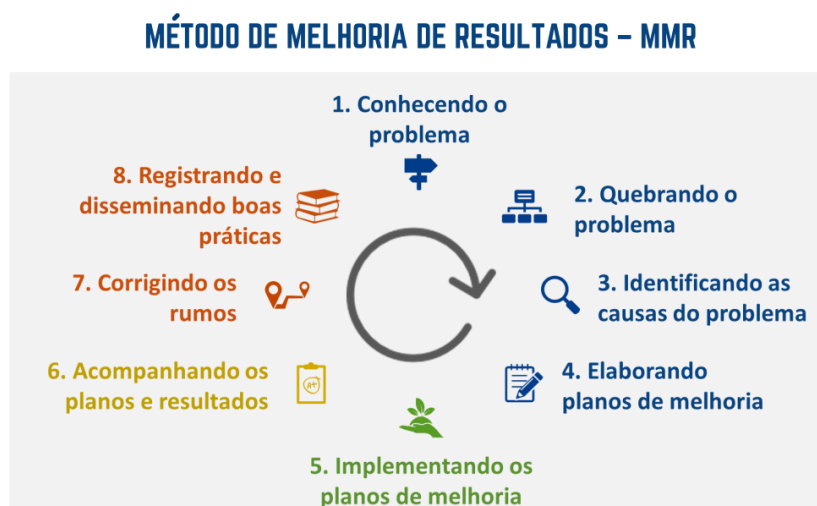 MÉTODO DE MELHORIA DE RESULTADOS – MMR
1. Conhecendo o
problema
2. Quebrando o
problema
3. Identificando as
causas do problema
4. Elaborando
planos de melhoria
5. Implementando os
planos de melhoria
6. Acompanhando os
planos e resultados
A+
7. Corrigindo os
rumos
8. Registrando e
disseminando boas
práticas